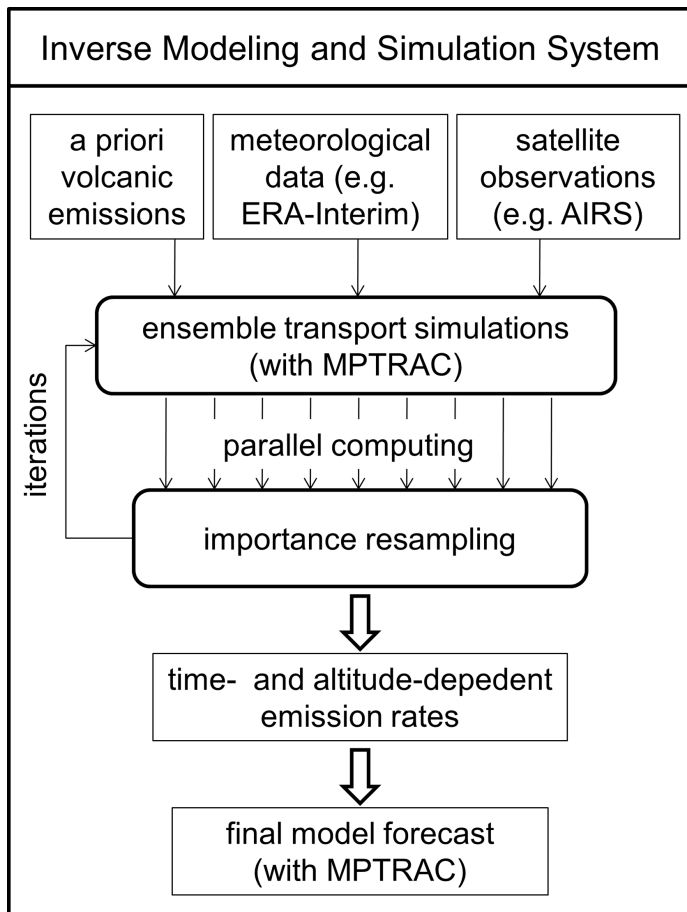 Inverse Modeling and Simulation System
a priori
volcanic
emissions
meteorological
data (e.g.
ERA-Interim)
satellite
observations
(e.g. AIRS)
ensemble transport simulations
(with MPTRAC)
iterations
parallel computing
importance resampling
time- and altitude-depedent
emission rates
final model forecast
(with MPTRAC)